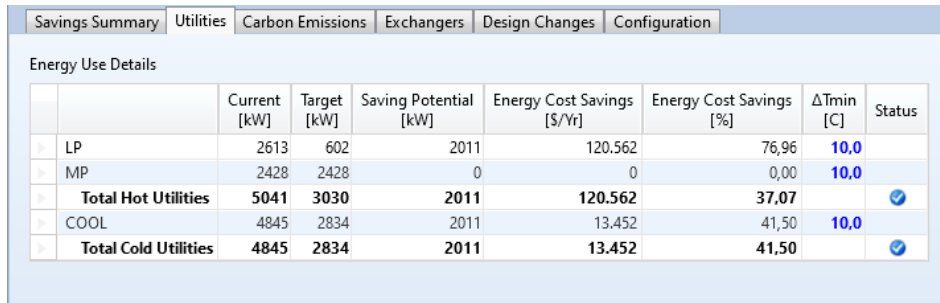 Savings Summary Utilities Carbon Emissions Exchangers Design Changes Configuration
Energy Use Details
Current [kW] Target [kW] Saving Potential [kW] Energy Cost Savings [$/Yr] Energy Cost Savings [%] ΔTmin [C] Status
LP 2613 602 2011 120.562 76,96 10,0
MP 2428 2428 0 0 0,00 10,0
Total Hot Utilities 5041 3030 2011 120.562 37,07
COOL 4845 2834 2011 13.452 41,50 10,0
Total Cold Utilities 4845 2834 2011 13.452 41,50